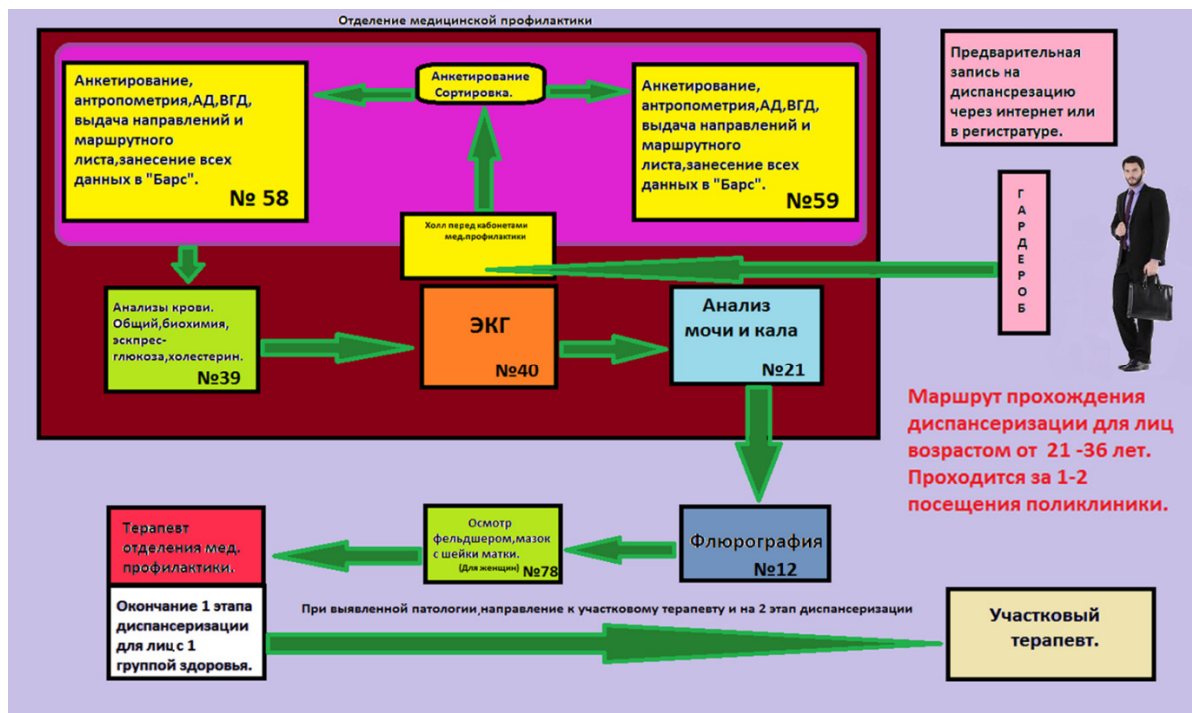 Отделение медицинской профилактики
Анкетирование,
антропометрия,АД,ВГД,
выдача направлений и
маршрутного
листа,занесение всех
данных в "Барс".
№ 58
Анкетирование
Сортировка.
Анкетирование,
антропометрия,АД,ВГД,
выдача направлений и
маршрутного
листа,занесение всех
данных в "Барс".
№59
Предварительная
запись на
диспансрезацию
через интернет или
в регистратуре.
Г
А
Р
Д
Е
Р
О
Б
Холл перед кабонетами
мед.профилактики
Анализы крови.
Общий,биохимия,
эскпрес-
глюкоза,холестерин.
№39
ЭКГ
№40
Анализ
мочи и кала
№21
Маршрут прохождения
диспансеризации для лиц
возрастом от 21 -36 лет.
Проходится за 1-2
посещения поликлиники.
Терапевт
отделения мед.
профилактики.
Осмотр
фельдшером,мазок
с шейки матки.
(Для женщин) №78
Флюрография
№12
Окончание 1 этапа
диспансеризации
для лиц с 1
группой здоровья.
При выявленной патологии,направление к участковому терапевту и на 2 этап диспансеризации
Участковый
терапевт.